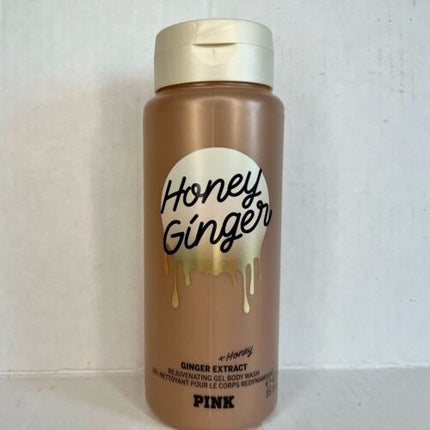 Honey
Ginger
+ Honey
GINGER EXTRACT
REJUVENATING GEL BODY WASH
GEL NETTOYANT POUR LE CORPS REDYNAMISANT
PINK